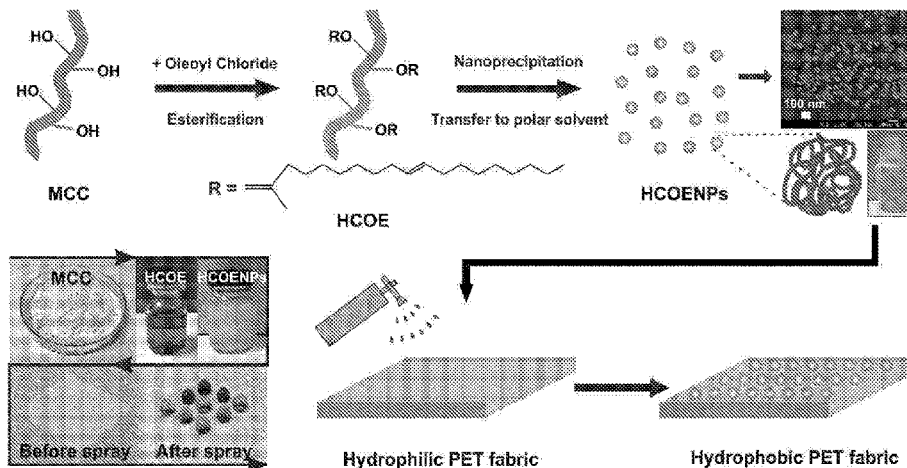 HO
OH
HO
OH
MCC
+ Oleoyl Chloride
Esterification
RO
OR
RO
OR
R =
HCOE
Nanoprecipitation
Transfer to polar solvent
HCOENPs
100 nm
MCC
HCOE
HCOENPs
Before spray
After spray
Hydrophilic PET fabric
Hydrophobic PET fabric